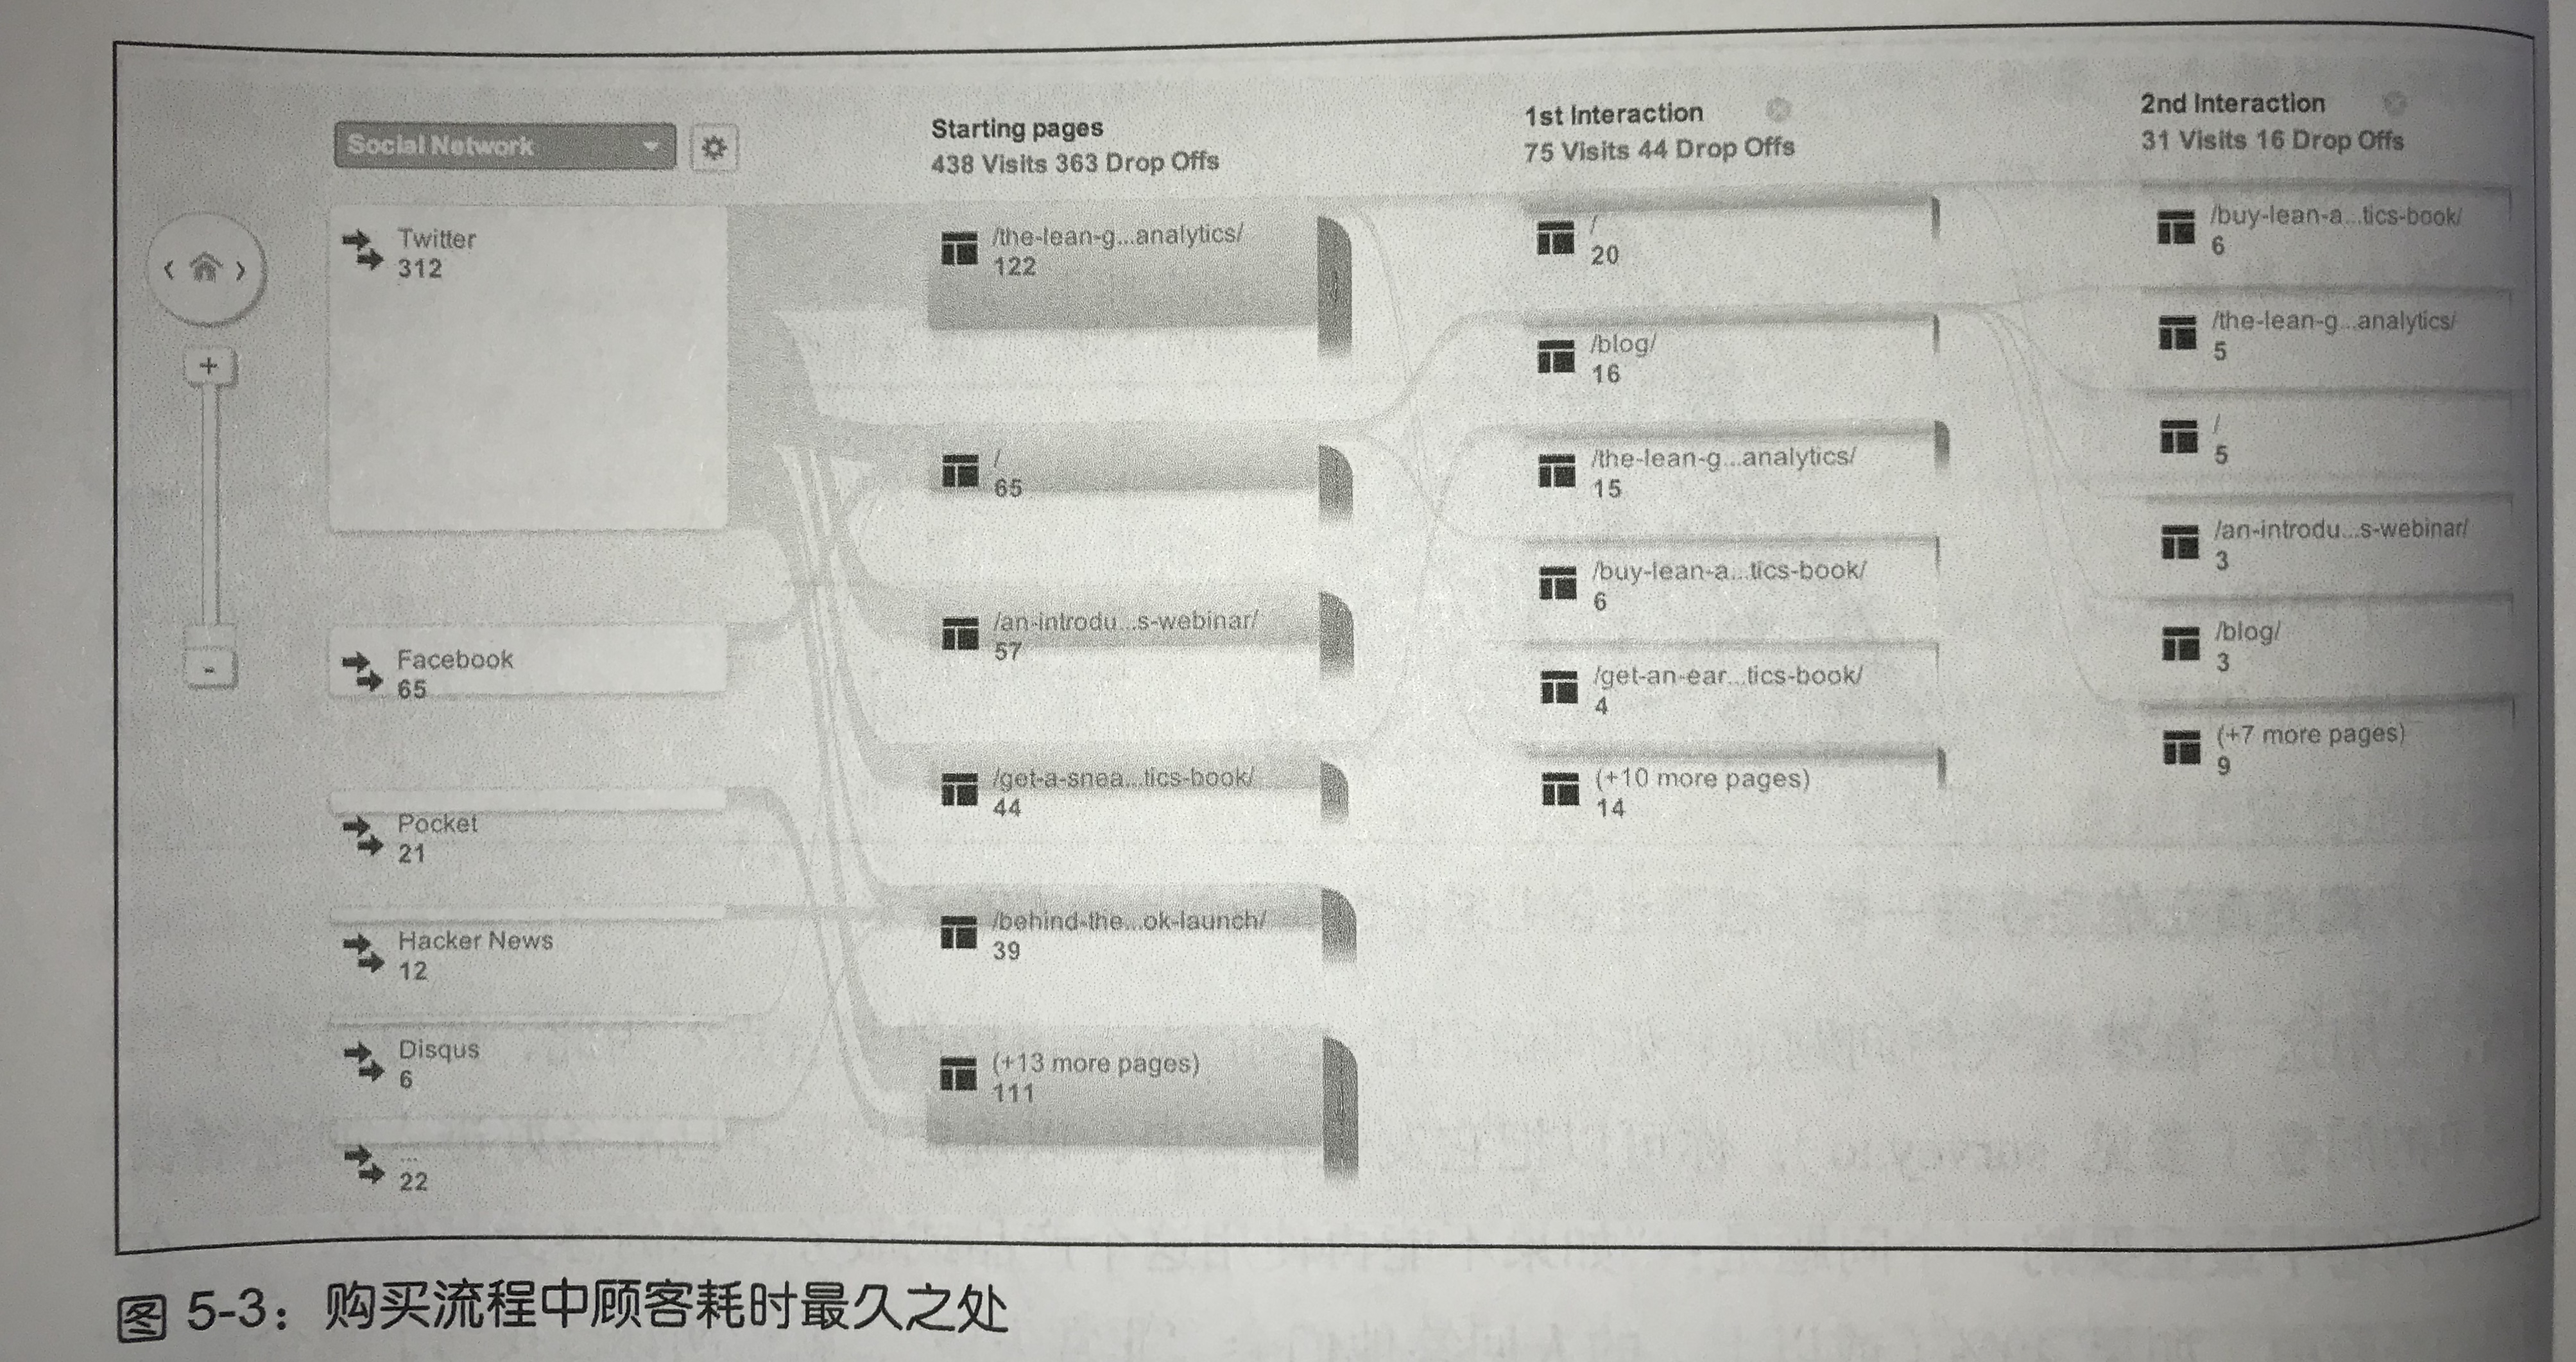 Social Network
Twitter
312
Facebook
65
Pocket
21
Hacker News
12
Disqus
6
...
22
+
-
Starting pages
438 Visits 363 Drop Offs
/the-lean-g...analytics/
122
/
65
/an-introdu...s-webinar/
57
/get-a-snea...tics-book/
44
/behind-the...ok-launch/
39
(+13 more pages)
111
1st Interaction
75 Visits 44 Drop Offs
/
20
/blog/
16
/the-lean-g...analytics/
15
/buy-lean-a...tics-book/
6
/get-an-ear...tics-book/
4
(+10 more pages)
14
2nd Interaction
31 Visits 16 Drop Offs
/buy-lean-a...tics-book/
6
/the-lean-g...analytics/
5
/
5
/an-introdu...s-webinar/
3
/blog/
3
(+7 more pages)
9
图 5-3：购买流程中顾客耗时最久之处